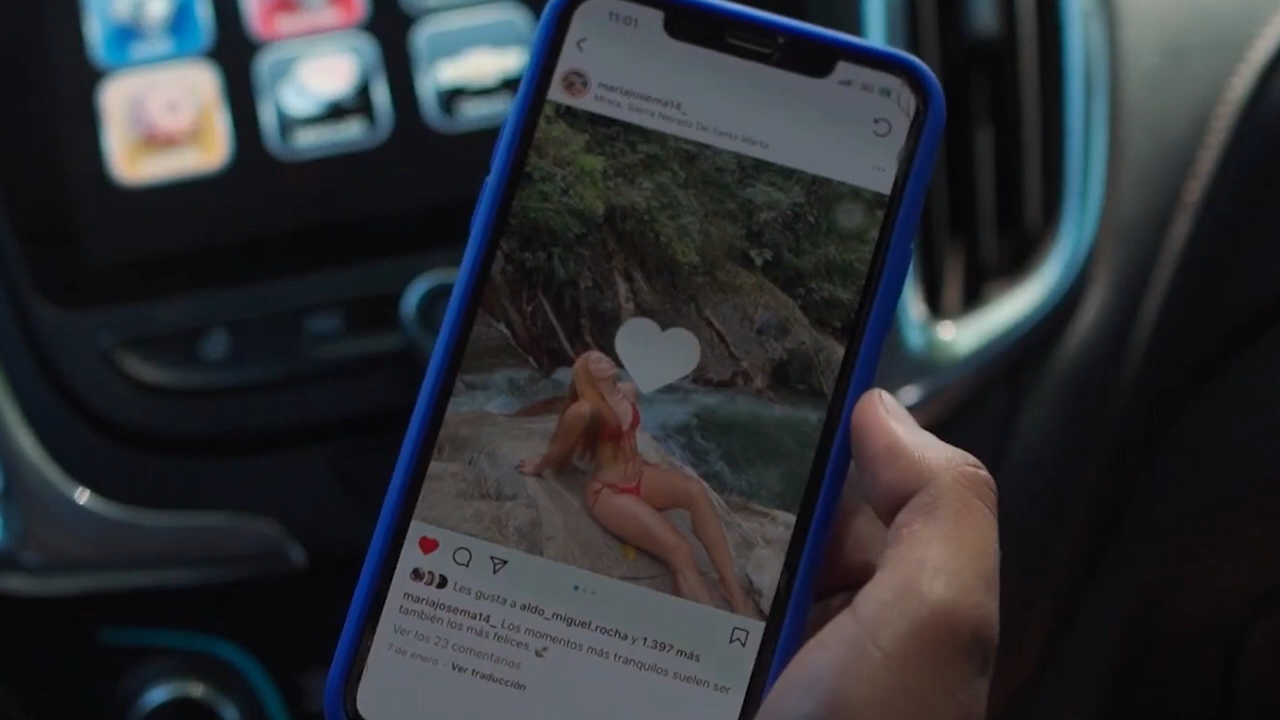 11:01
mariajosema14_
Minca, Sierra Nevada De Santa Marta
Les gusta a aldo_miguel.rocha y 1.397 más
mariajosema14_ Los momentos más tranquilos suelen ser
también los más felices.
Ver los 23 comentarios
7 de enero · Ver traducción